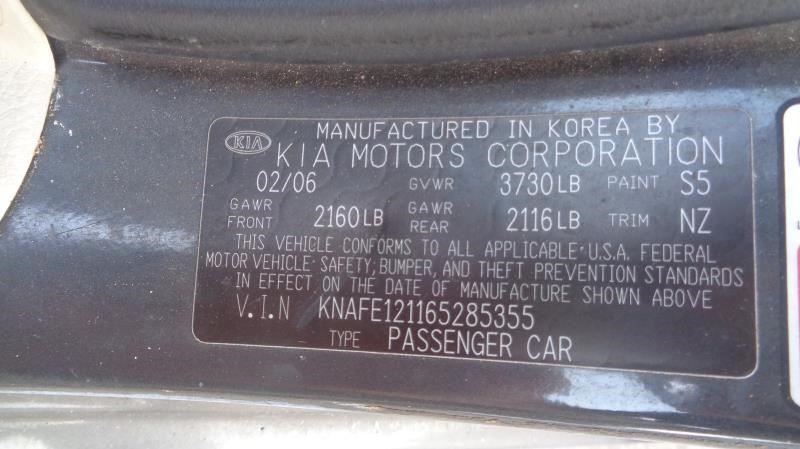 MANUFACTURED IN KOREA BY
KIA KIA MOTORS CORPORATION
02/06 GVWR 3730LB PAINT S5
GAWR FRONT 2160LB GAWR REAR 2116LB TRIM NZ
THIS VEHICLE CONFORMS TO ALL APPLICABLE U.S.A. FEDERAL
MOTOR VEHICLE SAFETY, BUMPER, AND THEFT PREVENTION STANDARDS
IN EFFECT ON THE DATE OF MANUFACTURE SHOWN ABOVE
V.I.N KNAFE121165285355
TYPE PASSENGER CAR